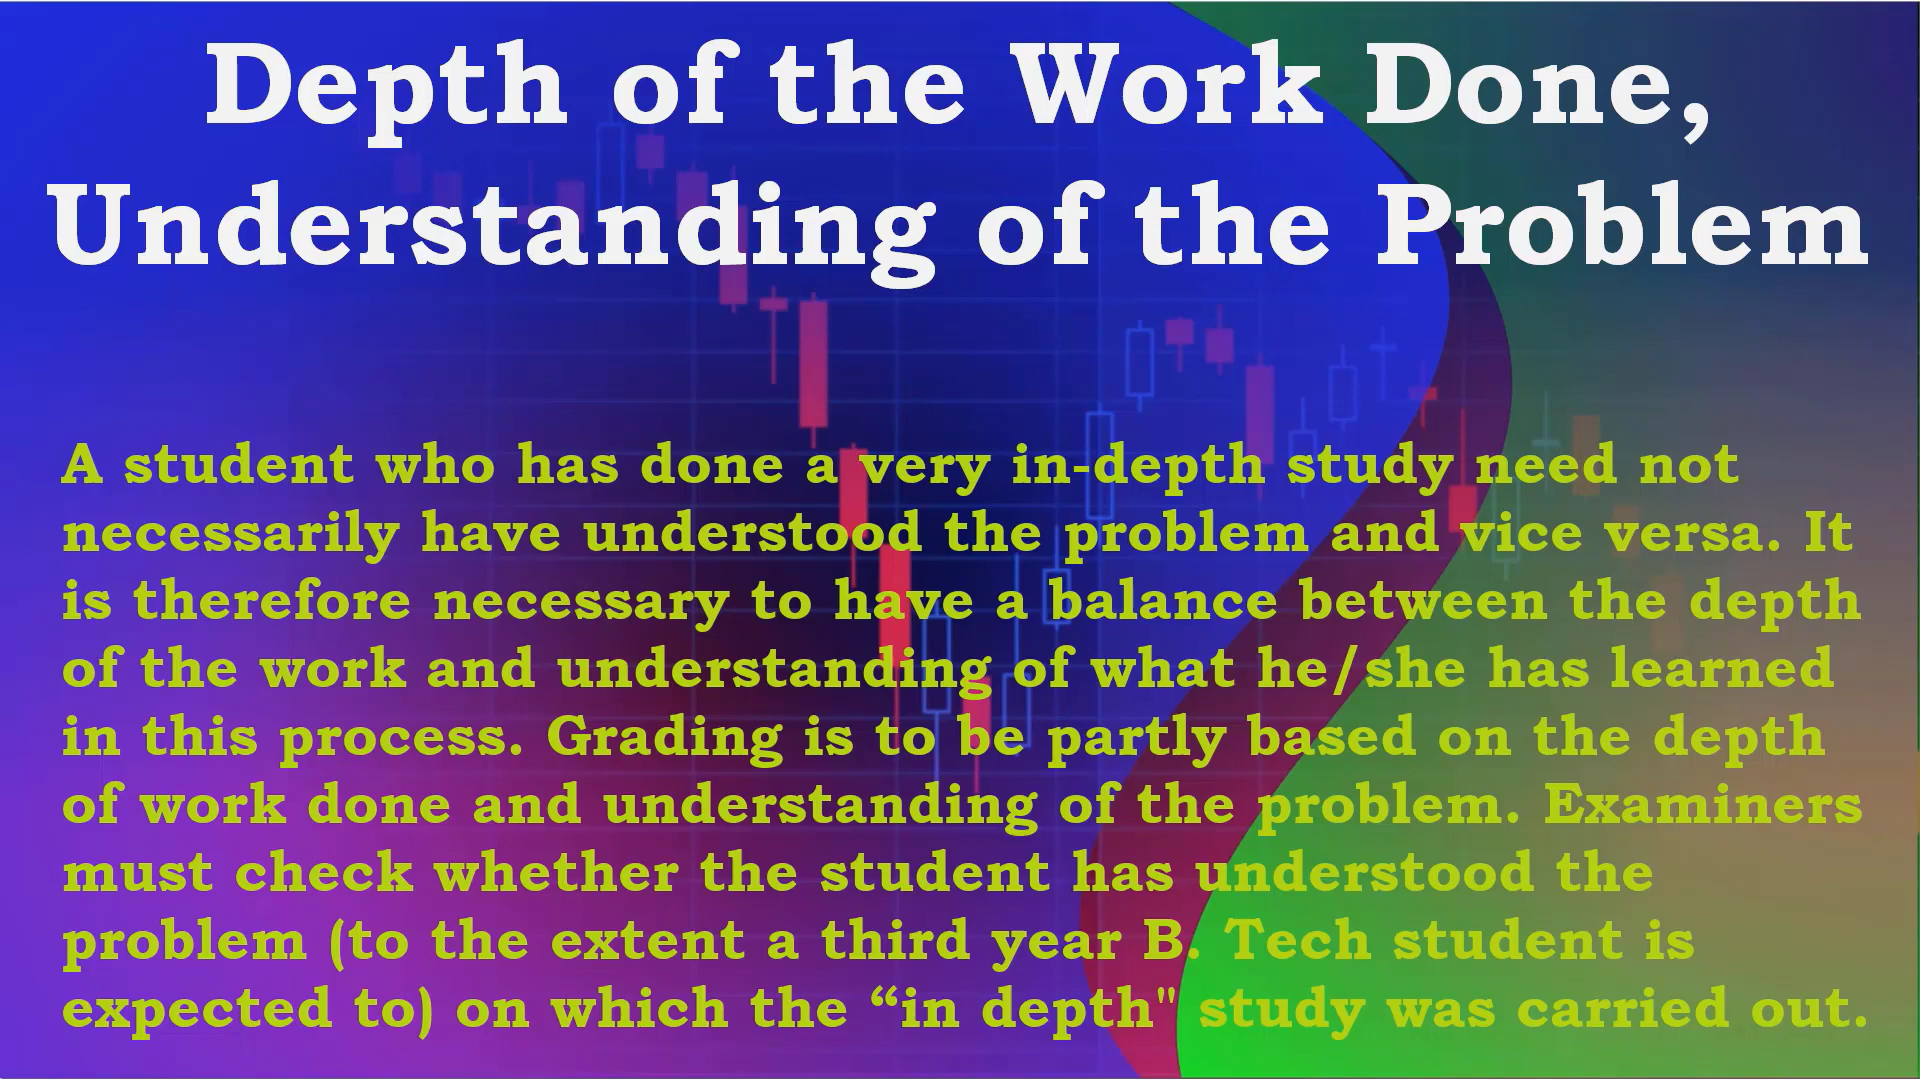 Depth of the Work Done,
Understanding of the Problem
A student who has done a very in-depth study need not
necessarily have understood the problem and vice versa. It
is therefore necessary to have a balance between the depth
of the work and understanding of what he/she has learned
in this process. Grading is to be partly based on the depth
of work done and understanding of the problem. Examiners
must check whether the student has understood the
problem (to the extent a third year B. Tech student is
expected to) on which the “in depth" study was carried out.